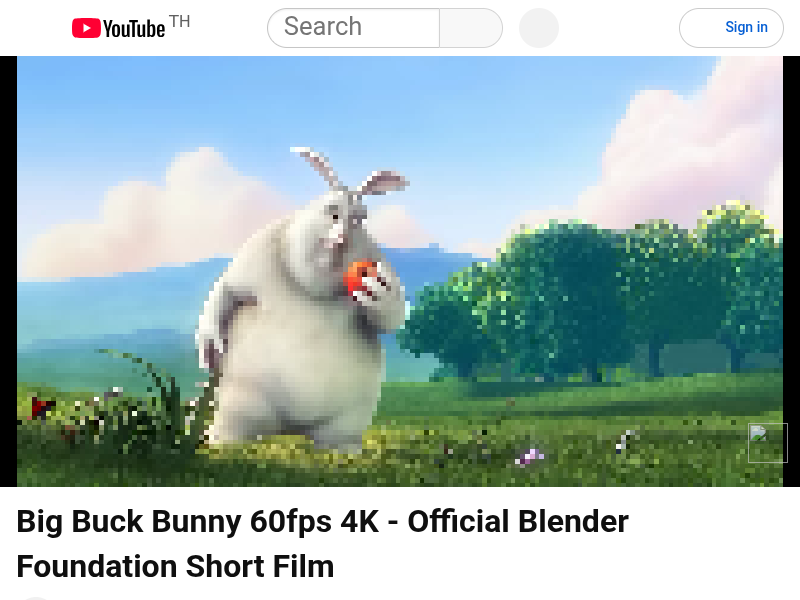 YouTube TH
Search
Sign in
Big Buck Bunny 60fps 4K - Official Blender
Foundation Short Film